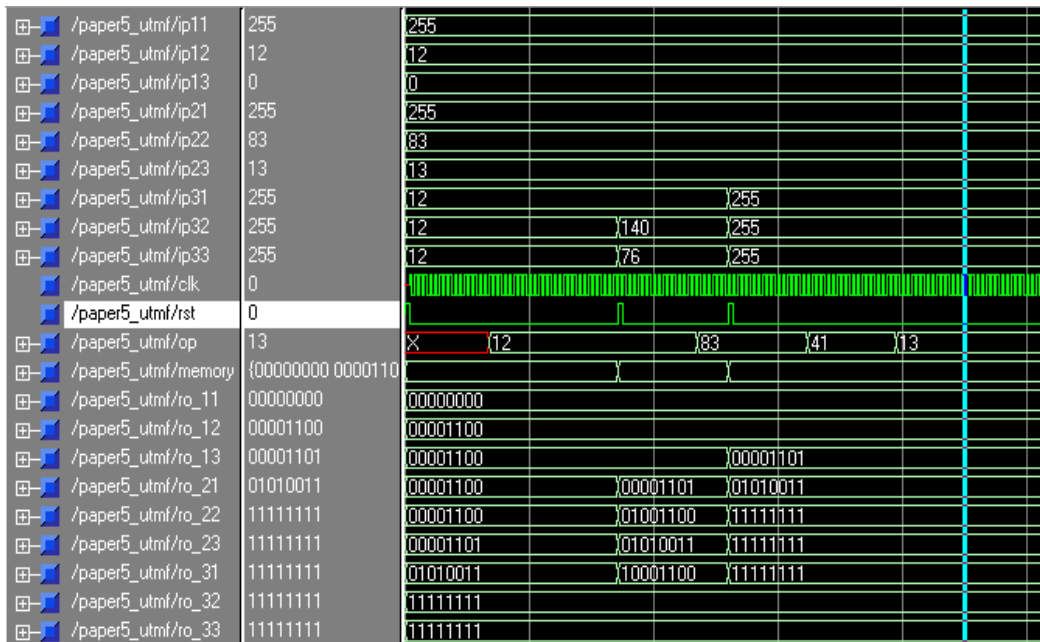 /paper5_utmf/ip11 255 255
/paper5_utmf/ip12 12 12
/paper5_utmf/ip13 0 0
/paper5_utmf/ip21 255 255
/paper5_utmf/ip22 83 83
/paper5_utmf/ip23 13 13
/paper5_utmf/ip31 255 12 255
/paper5_utmf/ip32 255 12 140 255
/paper5_utmf/ip33 255 12 76 255
/paper5_utmf/clk 0
/paper5_utmf/rst 0
/paper5_utmf/op 13 X 12 83 41 13
/paper5_utmf/memory {00000000 0000110
/paper5_utmf/ro_11 00000000 00000000
/paper5_utmf/ro_12 00001100 00001100
/paper5_utmf/ro_13 00001101 00001100 00001101
/paper5_utmf/ro_21 01010011 00001100 00001101 01010011
/paper5_utmf/ro_22 11111111 00001100 01001100 11111111
/paper5_utmf/ro_23 11111111 00001101 01010011 11111111
/paper5_utmf/ro_31 11111111 01010011 10001100 11111111
/paper5_utmf/ro_32 11111111 11111111
/paper5_utmf/ro_33 11111111 11111111